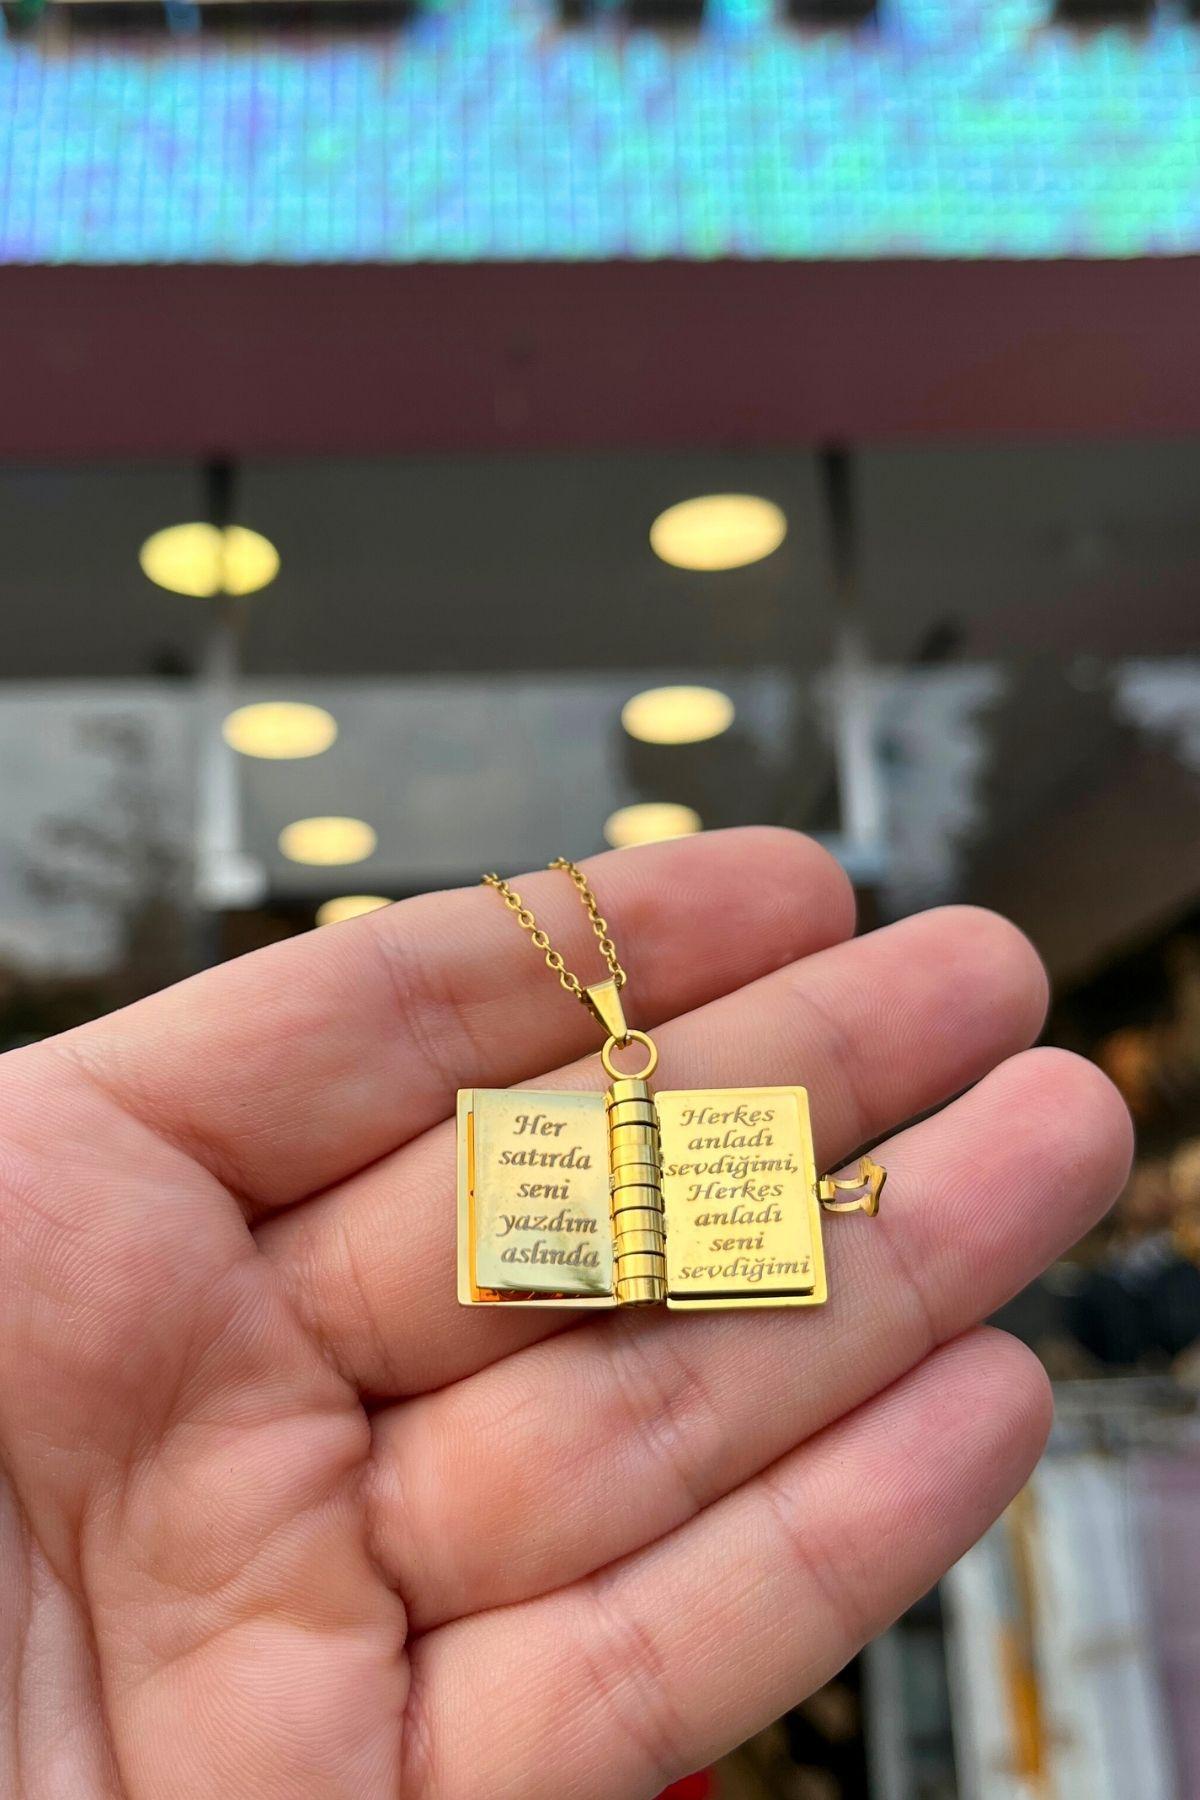 Her
satırda
seni
yazdım
aslında
Herkes
anladı
sevdiğimi,
Herkes
anladı
seni
sevdiğimi